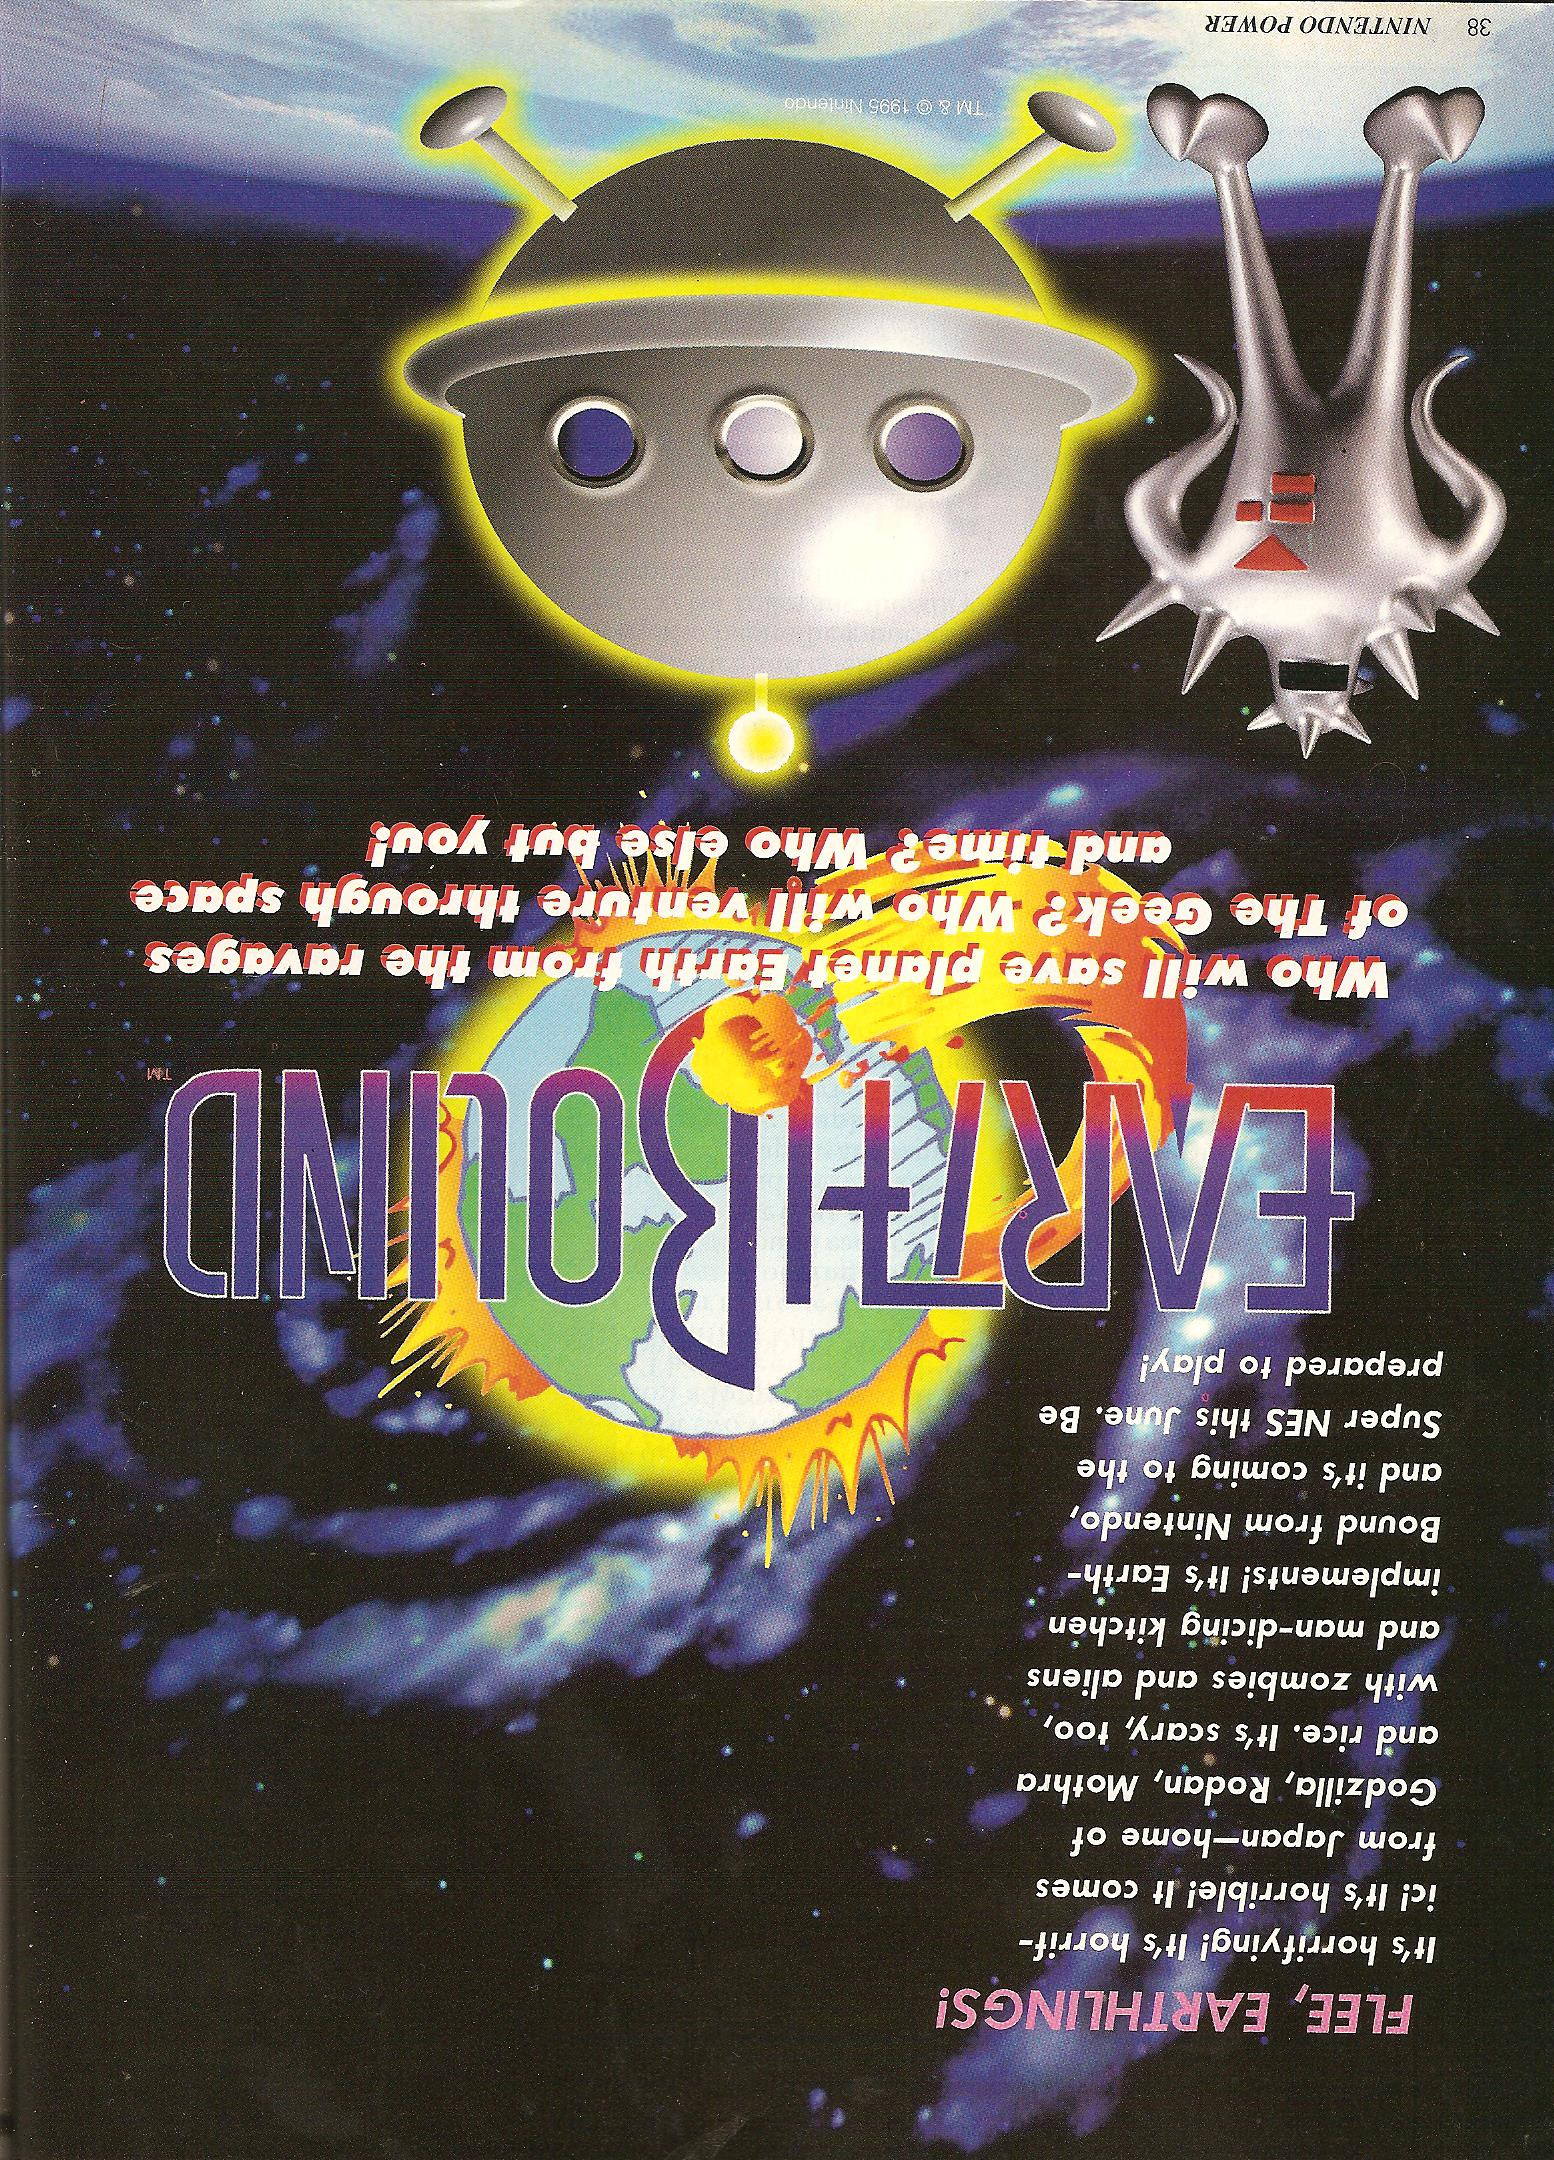 FLEE, EARTHLINGS!
It's horrifying! It's horrif-
ic! It's horrible! It comes
from Japan—home of
Godzilla, Rodan, Mothra
and rice. It's scary, too,
with zombies and aliens
and man-dicing kitchen
implements! It's Earth-
Bound from Nintendo,
and it's coming to the
Super NES this June. Be
prepared to play!
EARTHBOUND TM
Who will save planet Earth from the ravages
of The Geek? Who will venture through space
and time? Who else but you!
TM & © 1995 Nintendo
38 NINTENDO POWER